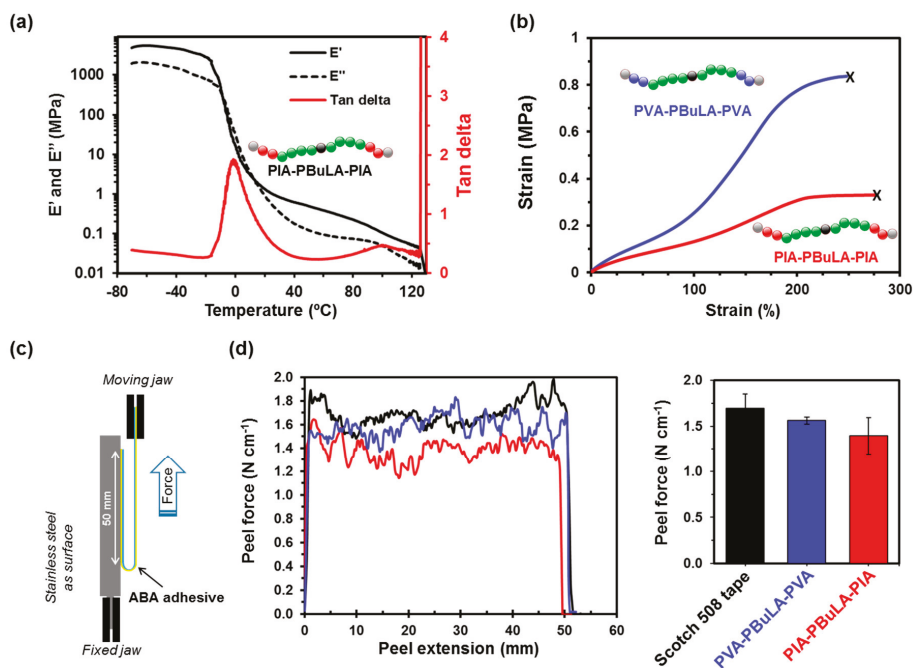 (a)
E' and E" (MPa)
1000
100
10
1
0.1
0.01
-80
-40
0
40
80
120
Temperature (ºC)
E'
E"
Tan delta
PIA-PBuLA-PIA
4
3
2
1
0
Tan delta
(b)
Strain (MPa)
1
0.8
0.6
0.4
0.2
0
0
50
100
150
200
250
300
Strain (%)
PVA-PBuLA-PVA
X
X
PIA-PBuLA-PIA
(c)
Moving jaw
Stainless steel
as surface
50 mm
Force
ABA adhesive
Fixed jaw
(d)
Peel force (N cm⁻¹)
2.0
1.8
1.6
1.4
1.2
1.0
0.8
0.6
0.4
0.2
0.0
0
10
20
30
40
50
60
Peel extension (mm)
Peel force (N cm⁻¹)
2.0
1.5
1.0
0.5
0.0
Scotch 508 tape
PVA-PBuLA-PVA
PIA-PBuLA-PIA